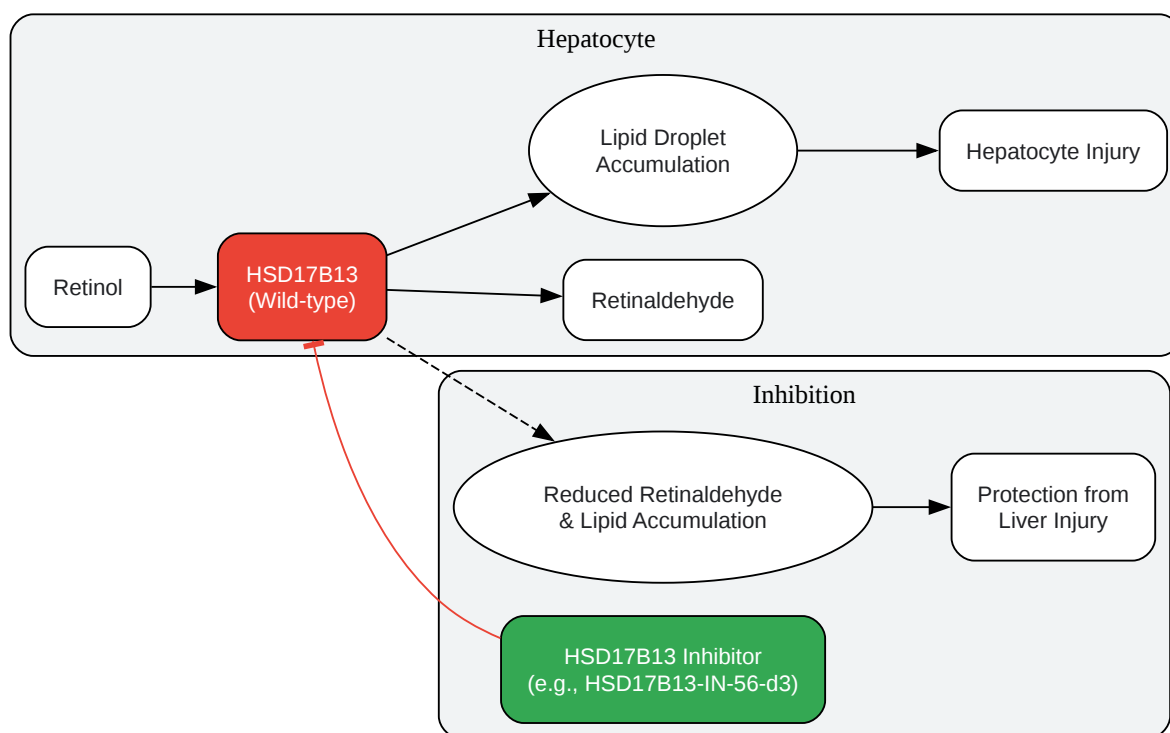 Hepatocyte
Lipid Droplet
Accumulation
Hepatocyte Injury
Retinol
HSD17B13
(Wild-type)
Retinaldehyde
Inhibition
Reduced Retinaldehyde
& Lipid Accumulation
Protection from
Liver Injury
HSD17B13 Inhibitor
(e.g., HSD17B13-IN-56-d3)